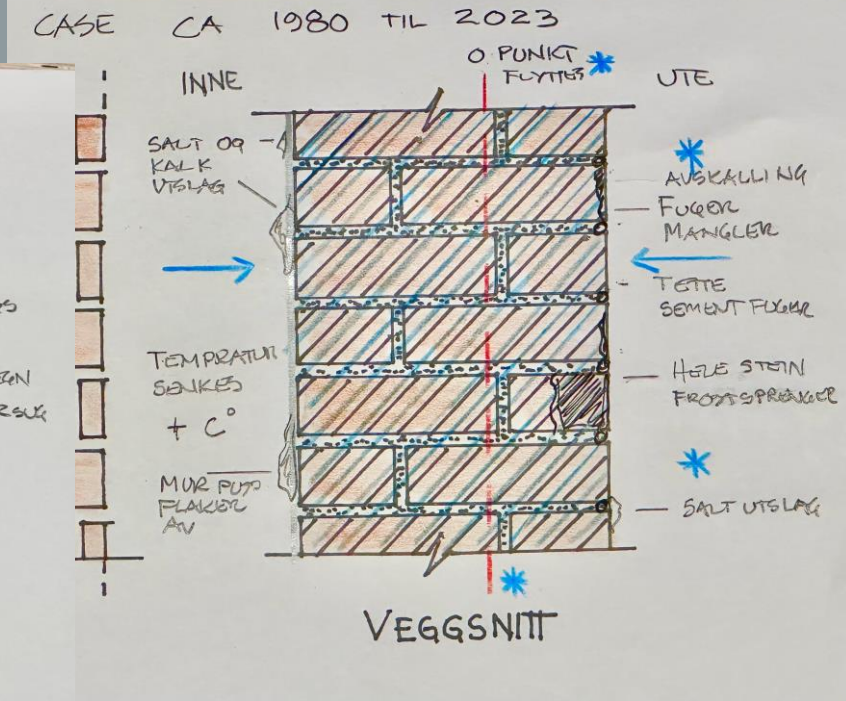 CASE CA 1980 TIL 2023
O PUNKT
FLYTTES
INNE
UTE
SALT OG
KALK
UTSLAG
AVSKALLING
FUGER
MANGLER
TETTE
SEMENT FUGER
TEMPRATUR
SENKES
+ C°
HELE STEIN
FROSTSPRENGER
MUR PUSS
FLAKER
AV
SALT UTSLAG
VEGGSNITT